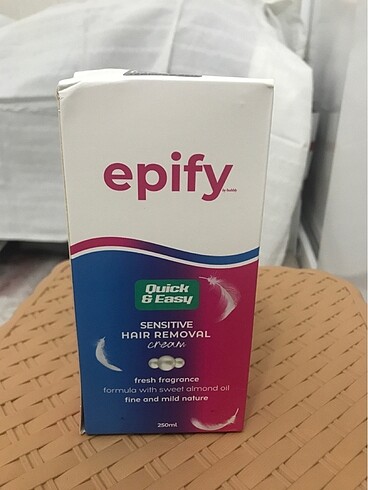 epify
Quick
& Easy
SENSITIVE
HAIR REMOVAL
cream
fresh fragrance
formula with sweet almond oil
fine and mild nature
250ml